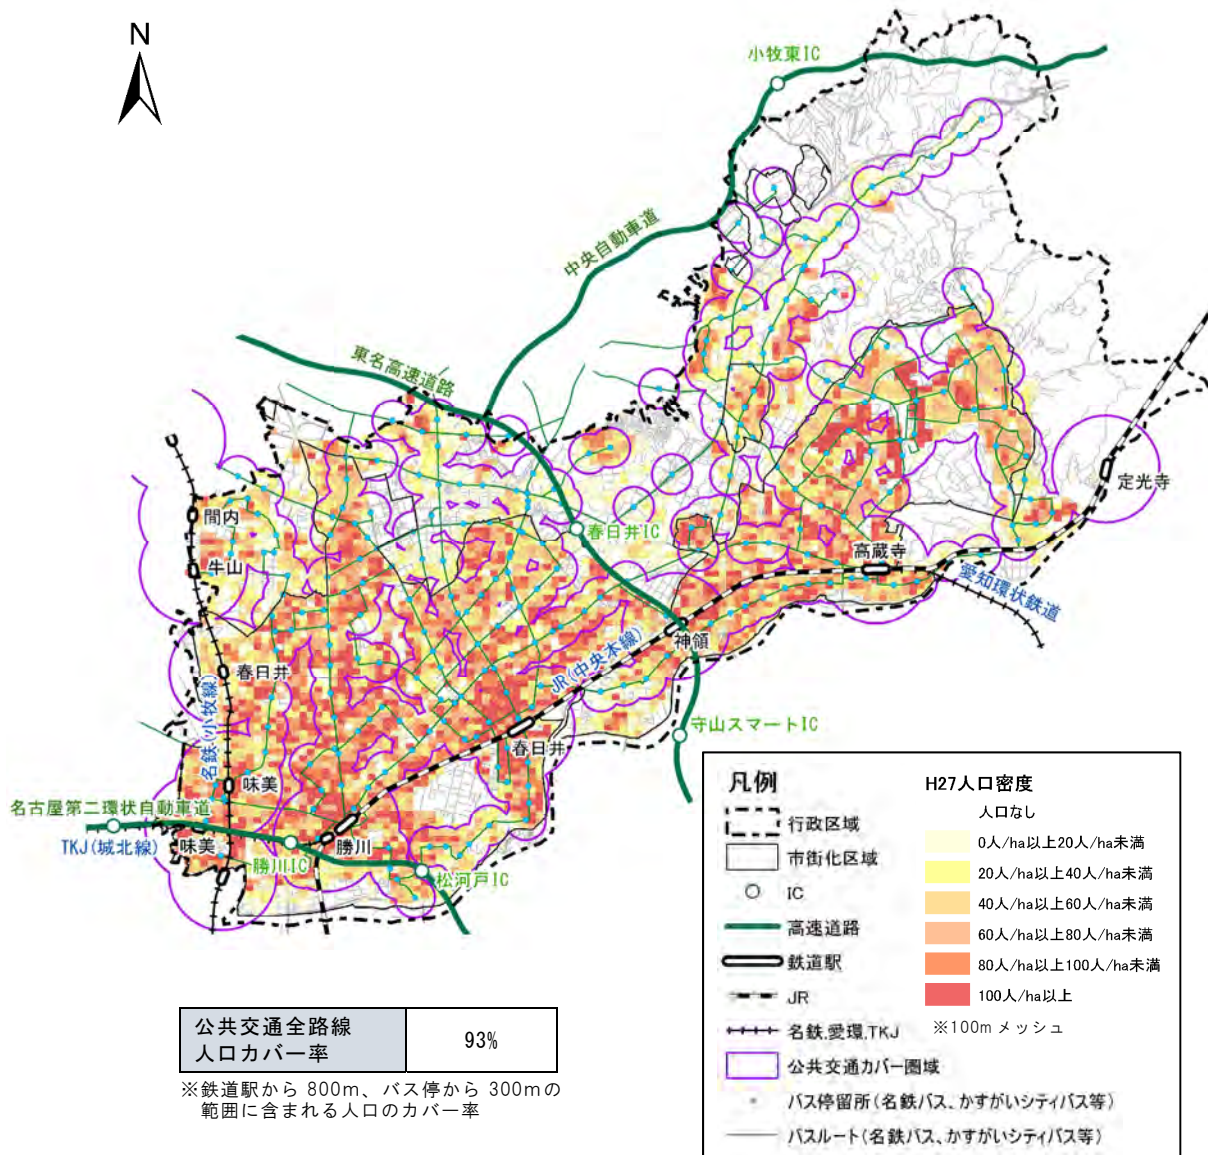 N
小牧東IC
中央自動車道
東名高速道路
間内
牛山
春日井IC
定光寺
高蔵寺
愛知環状鉄道
神領
JR(中央本線)
春日井
名鉄(小牧線)
守山スマートIC
春日井
味美
名古屋第二環状自動車道
TKJ(城北線)
味美
勝川IC
勝川
松河戸IC
凡例
行政区域
市街化区域
IC
高速道路
鉄道駅
JR
名鉄,愛環,TKJ
公共交通カバー圏域
バス停留所(名鉄バス、かすがいシティバス等)
バスルート(名鉄バス、かすがいシティバス等)
H27人口密度
人口なし
0人/ha以上20人/ha未満
20人/ha以上40人/ha未満
40人/ha以上60人/ha未満
60人/ha以上80人/ha未満
80人/ha以上100人/ha未満
100人/ha以上
※100m メッシュ
公共交通全路線
人口カバー率
93%
※鉄道駅から 800m、バス停から 300mの
範囲に含まれる人口のカバー率